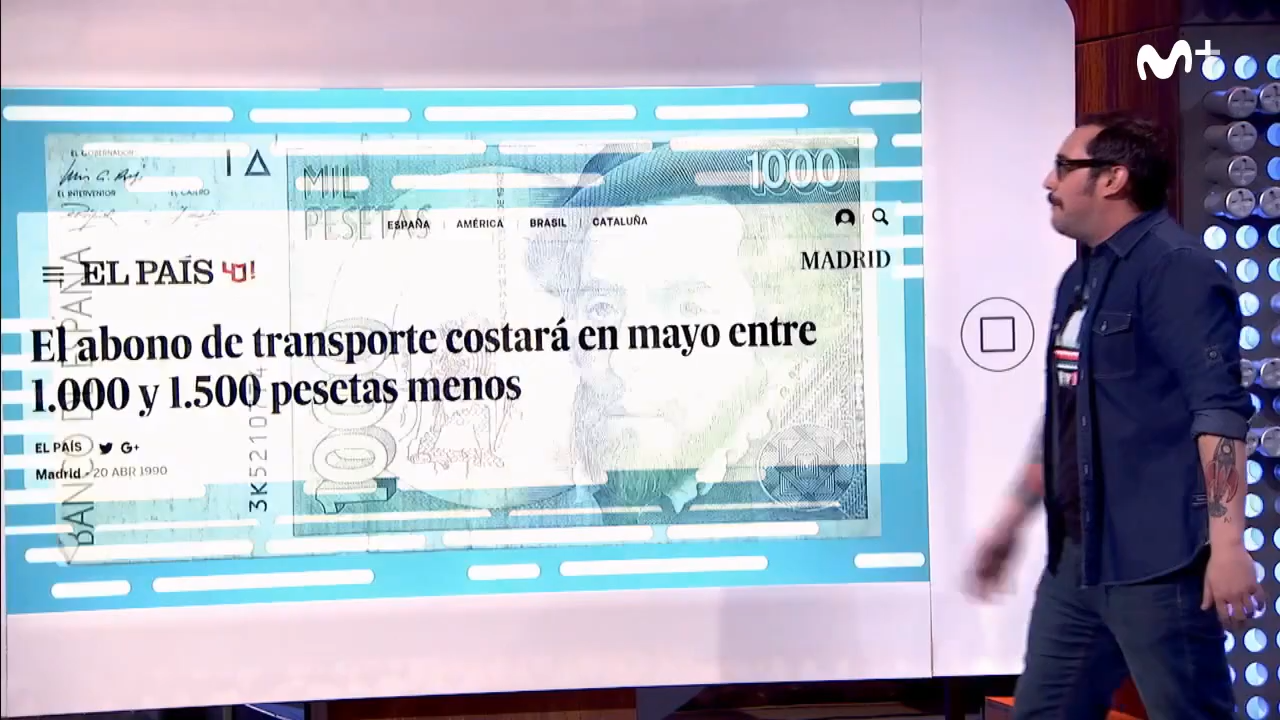 M+
EL GOBERNADOR
EL INTERVENTOR
EL CAJERO
1Δ
MIL
PESETAS
1000
ESPAÑA
AMÉRICA
BRASIL
CATALUÑA
EL PAÍS 40!
MADRID
El abono de transporte costará en mayo entre
1.000 y 1.500 pesetas menos
EL PAÍS
G+
Madrid - 20 ABR 1990
BANCO DE ESPAÑA
1000